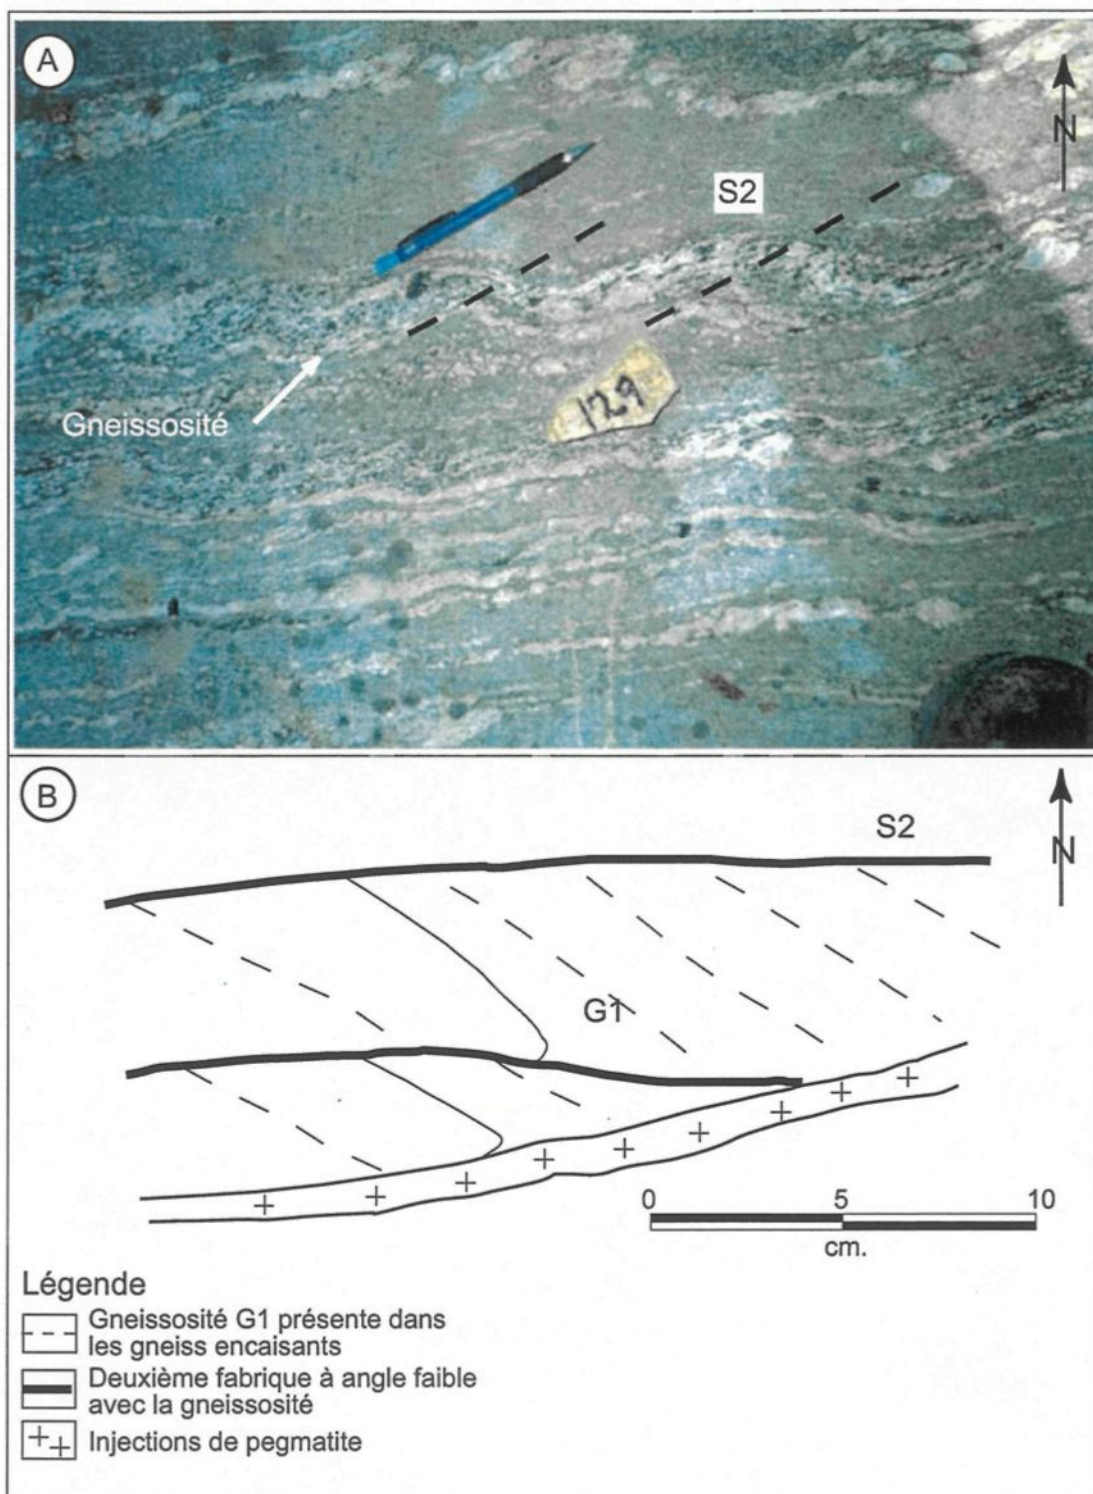 A
N
S2
Gneissosité
129
B
S2
N
G1
0 5 10
cm.
Légende
Gneissosité G1 présente dans
les gneiss encaisants
Deuxième fabrique à angle faible
avec la gneissosité
Injections de pegmatite